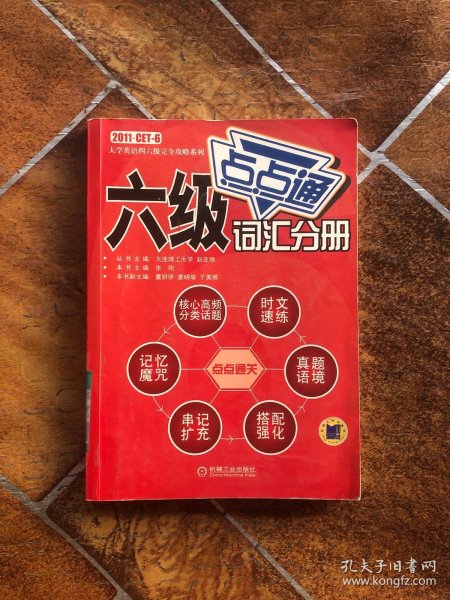 2011·CET-6
大学英语四六级完全攻略系列
点点通
六级
词汇分册
丛书主编 大连理工大学 赵亚翘
本书主编 张刚
本书副主编 董妍妍 姜晓瑜 于美娜
核心高频
分类话题
时文
速练
记忆
魔咒
点点通关
真题
语境
串记
扩充
搭配
强化
机械工业出版社
China Machine Press
孔夫子旧书网
www.kongfz.com